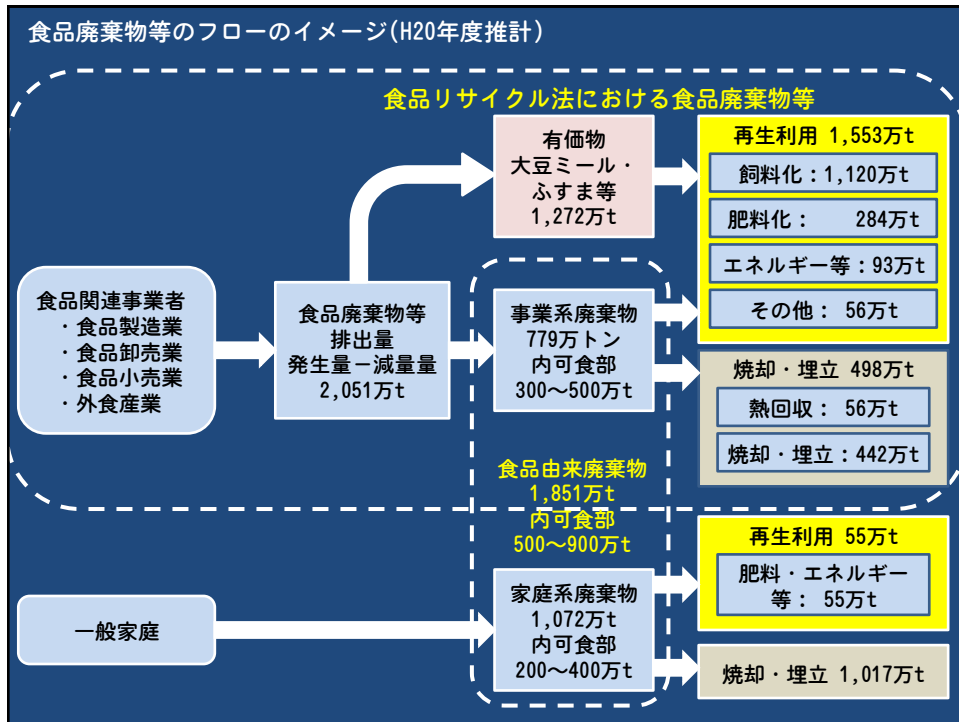 食品廃棄物等のフローのイメージ(H20年度推計)
食品リサイクル法における食品廃棄物等
食品関連事業者
・食品製造業
・食品卸売業
・食品小売業
・外食産業
食品廃棄物等
排出量
発生量－減量量
2,051万t
有価物
大豆ミール・
ふすま等
1,272万t
事業系廃棄物
779万トン
内可食部
300～500万t
再生利用 1,553万t
飼料化：1,120万t
肥料化： 284万t
エネルギー等：93万t
その他： 56万t
焼却・埋立 498万t
熱回収： 56万t
焼却・埋立：442万t
食品由来廃棄物
1,851万t
内可食部
500～900万t
一般家庭
家庭系廃棄物
1,072万t
内可食部
200～400万t
再生利用 55万t
肥料・エネルギー
等： 55万t
焼却・埋立 1,017万t